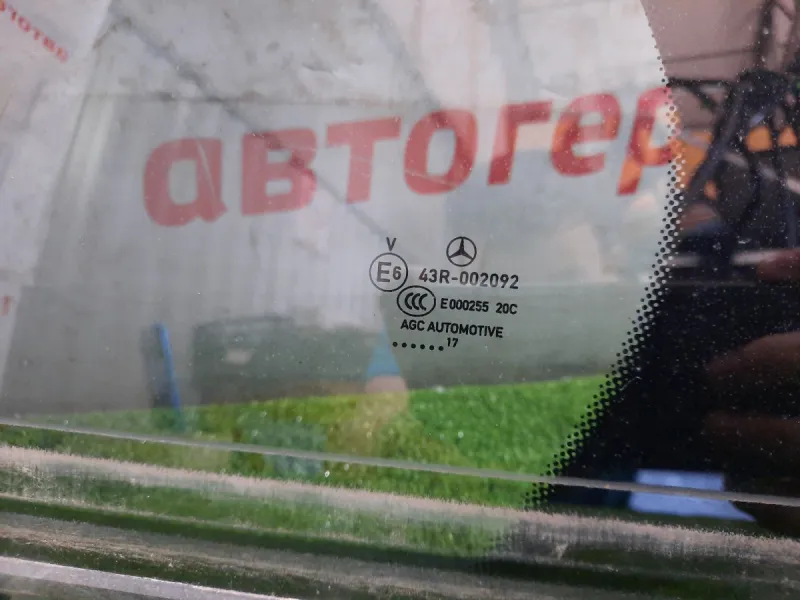 автогер
V
E6 43R-002092
CCC E000255 20C
AGC AUTOMOTIVE
......17